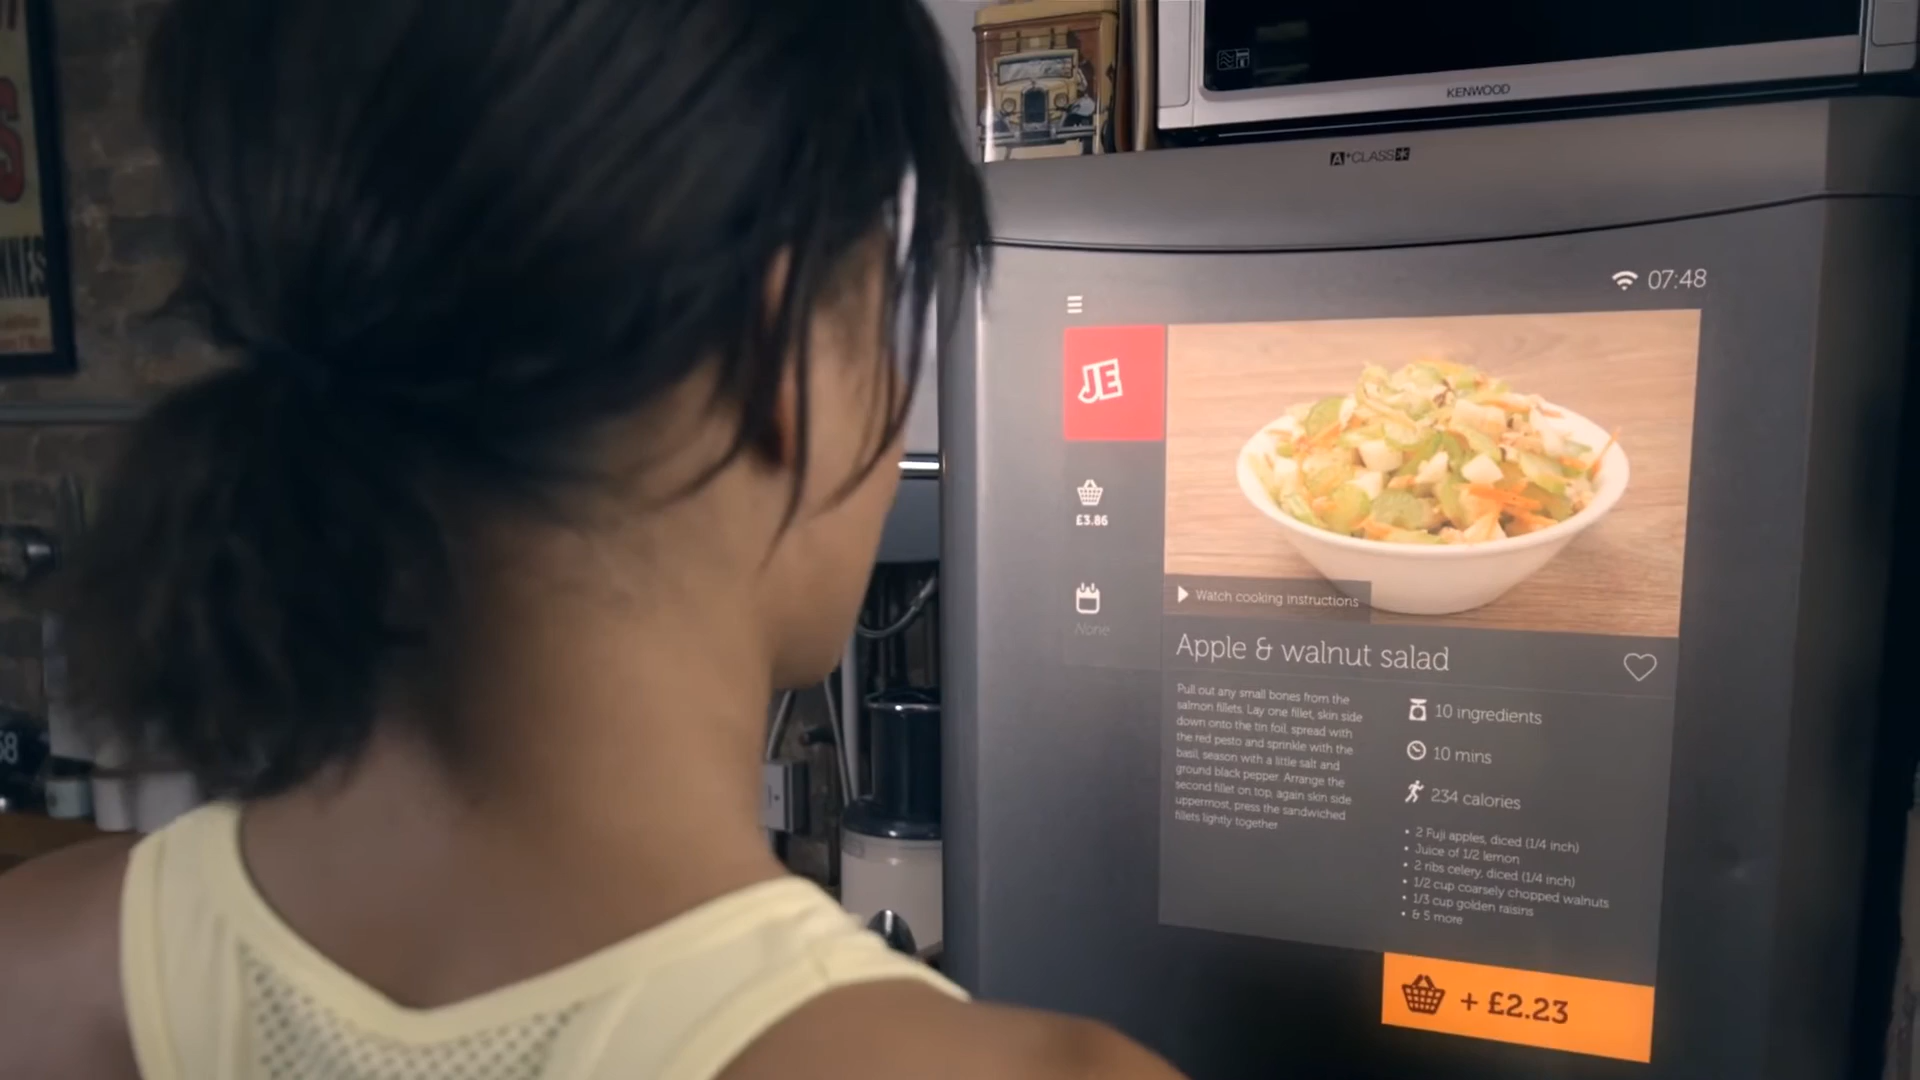 KENWOOD
A+CLASS
07:48
JE
£3.86
None
Watch cooking instructions
Apple & walnut salad
Pull out any small bones from the
salmon fillets. Lay one fillet, skin side
down onto the tin foil, spread with
the red pesto and sprinkle with the
basil, season with a little salt and
ground black pepper. Arrange the
second fillet on top, again skin side
uppermost, press the sandwiched
fillets lightly together
10 ingredients
10 mins
234 calories
• 2 Fuji apples, diced (1/4 inch)
• Juice of 1/2 lemon
• 2 ribs celery, diced (1/4 inch)
• 1/2 cup coarsely chopped walnuts
• 1/3 cup golden raisins
• & 5 more
+ £2.23